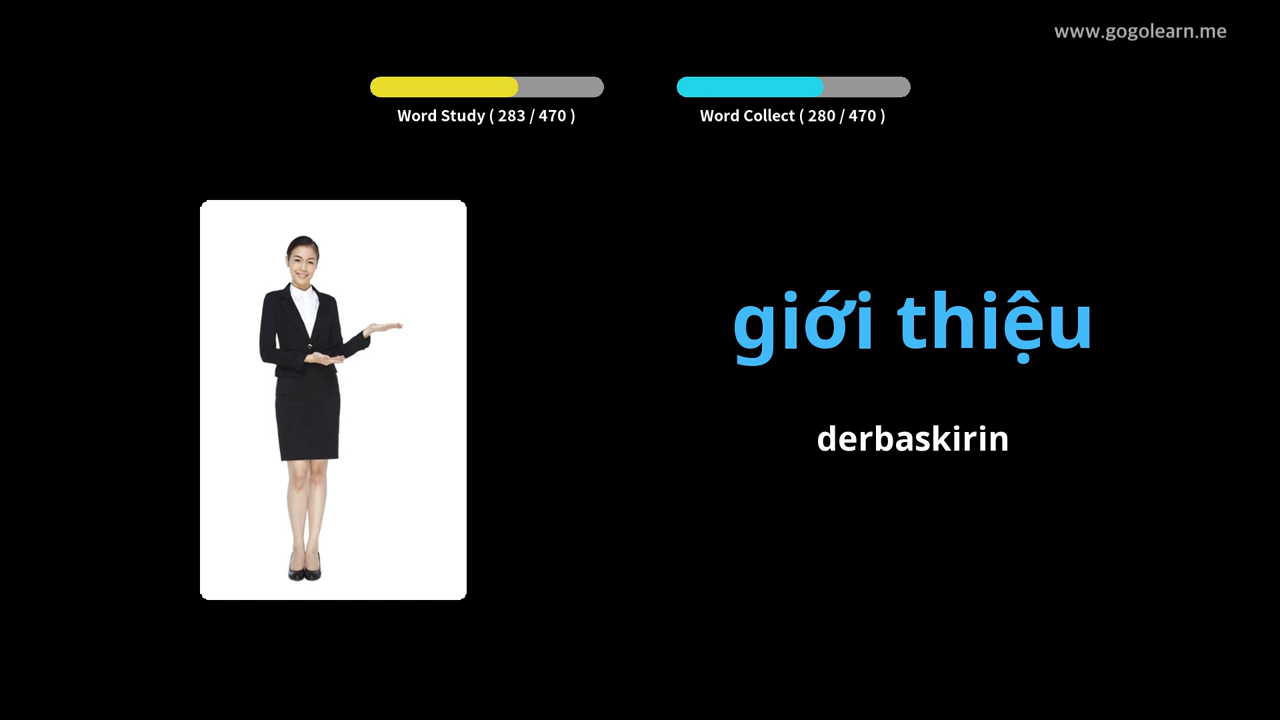 www.gogolearn.me
Word Study ( 283 / 470 )
Word Collect ( 280 / 470 )
giới thiệu
derbaskirin